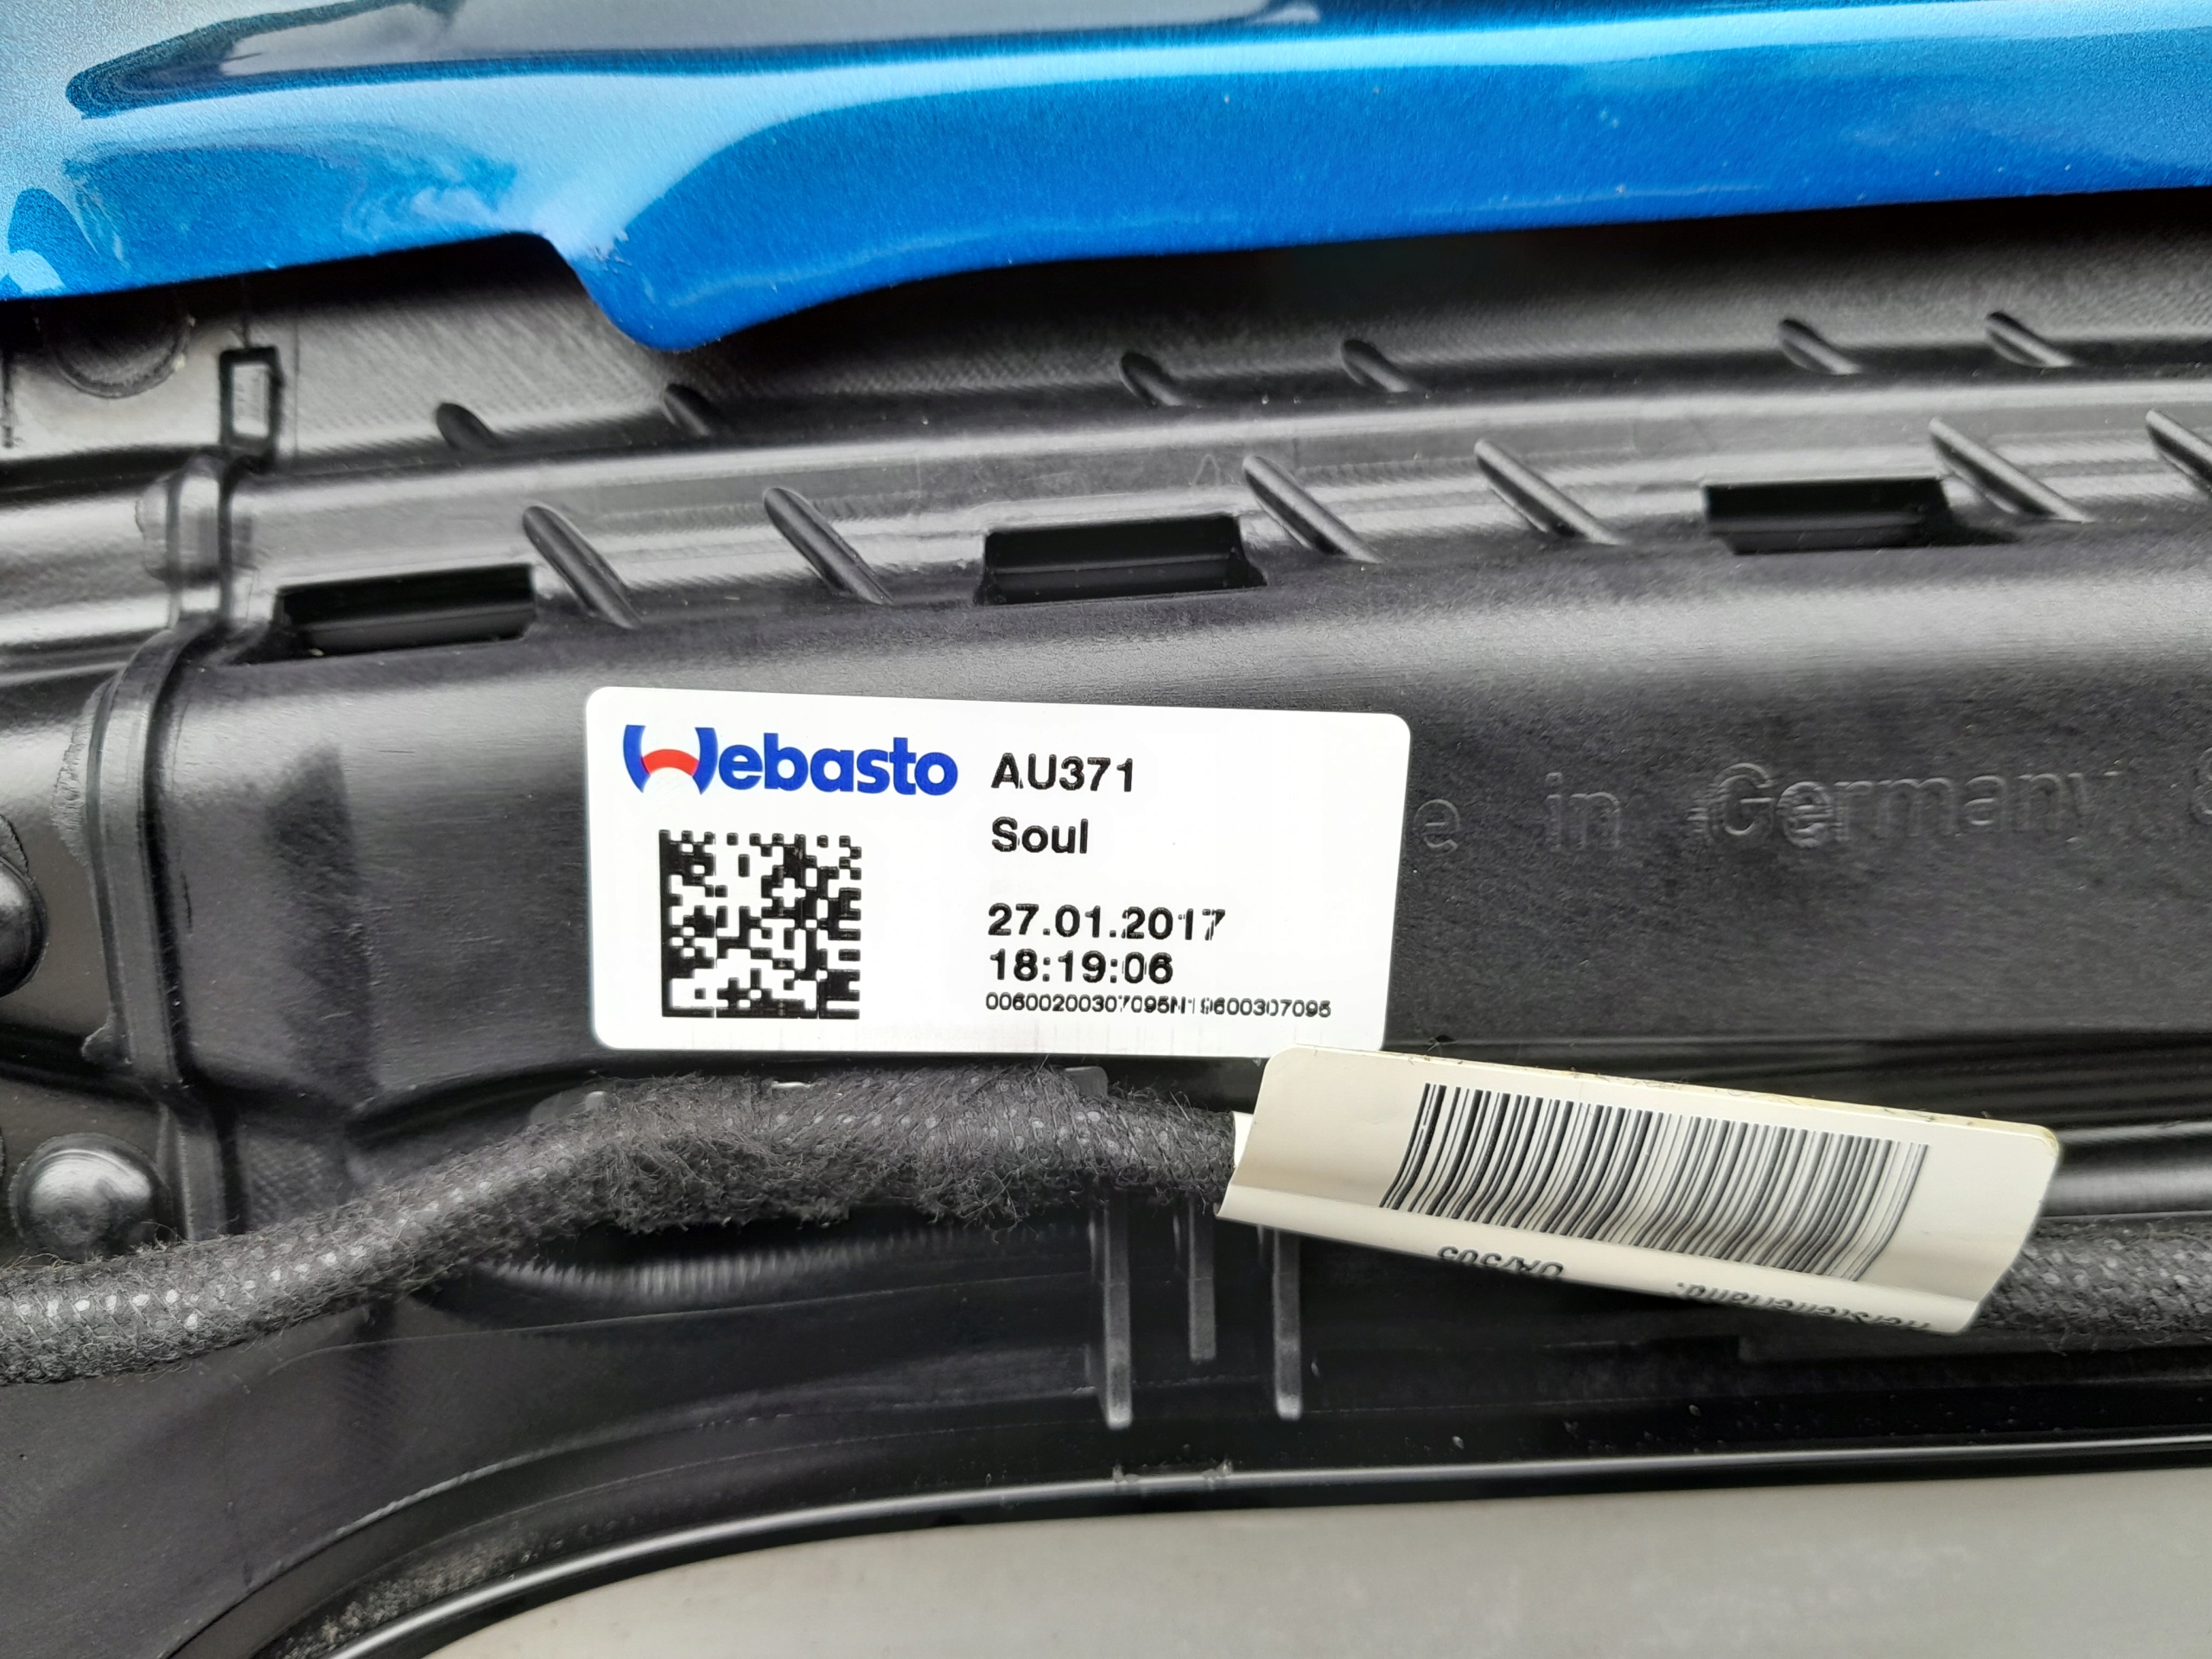 Webasto
AU371
Soul
27.01.2017
18:19:06
e in Germany